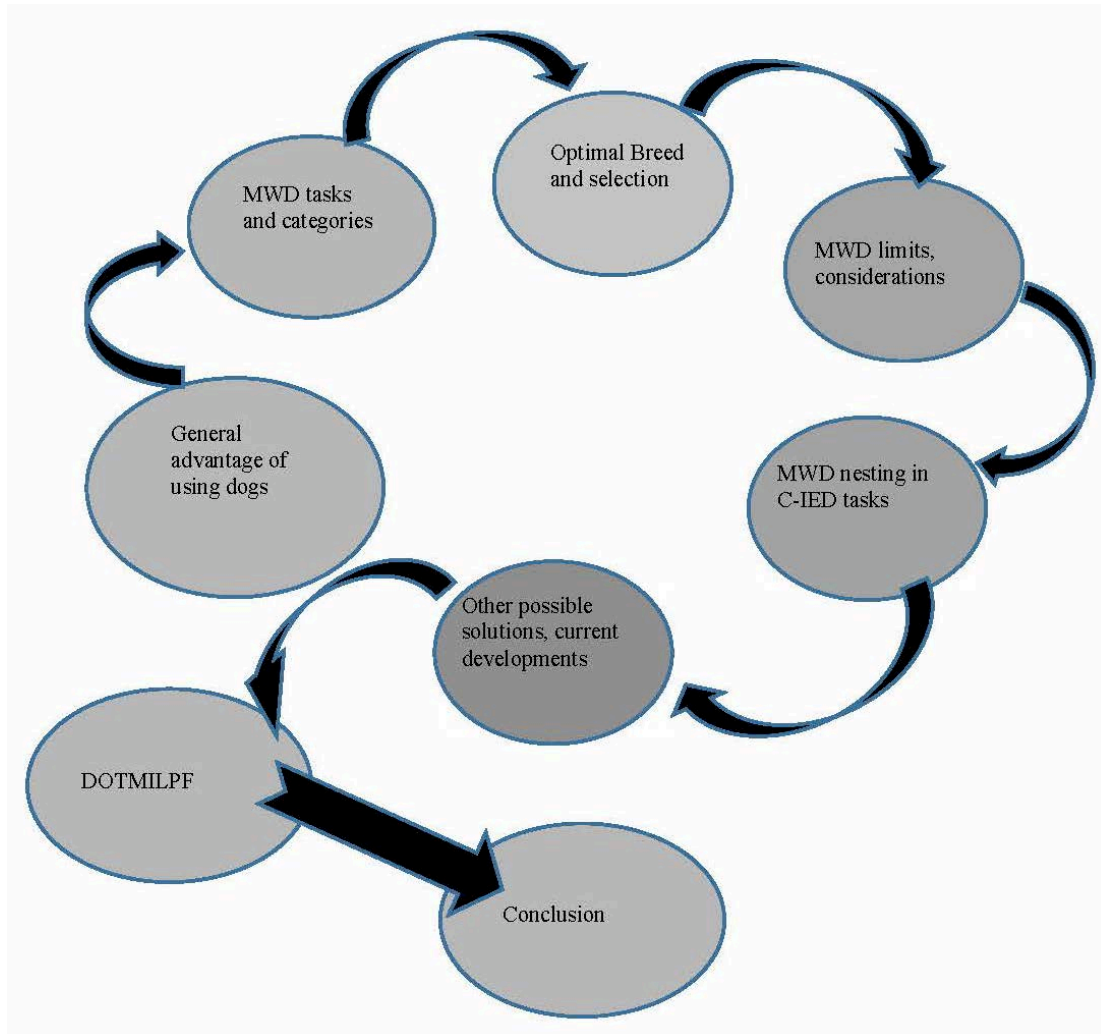 General
advantage of
using dogs
MWD tasks
and categories
Optimal Breed
and selection
MWD limits,
considerations
MWD nesting in
C-IED tasks
Other possible
solutions, current
developments
DOTMILPF
Conclusion